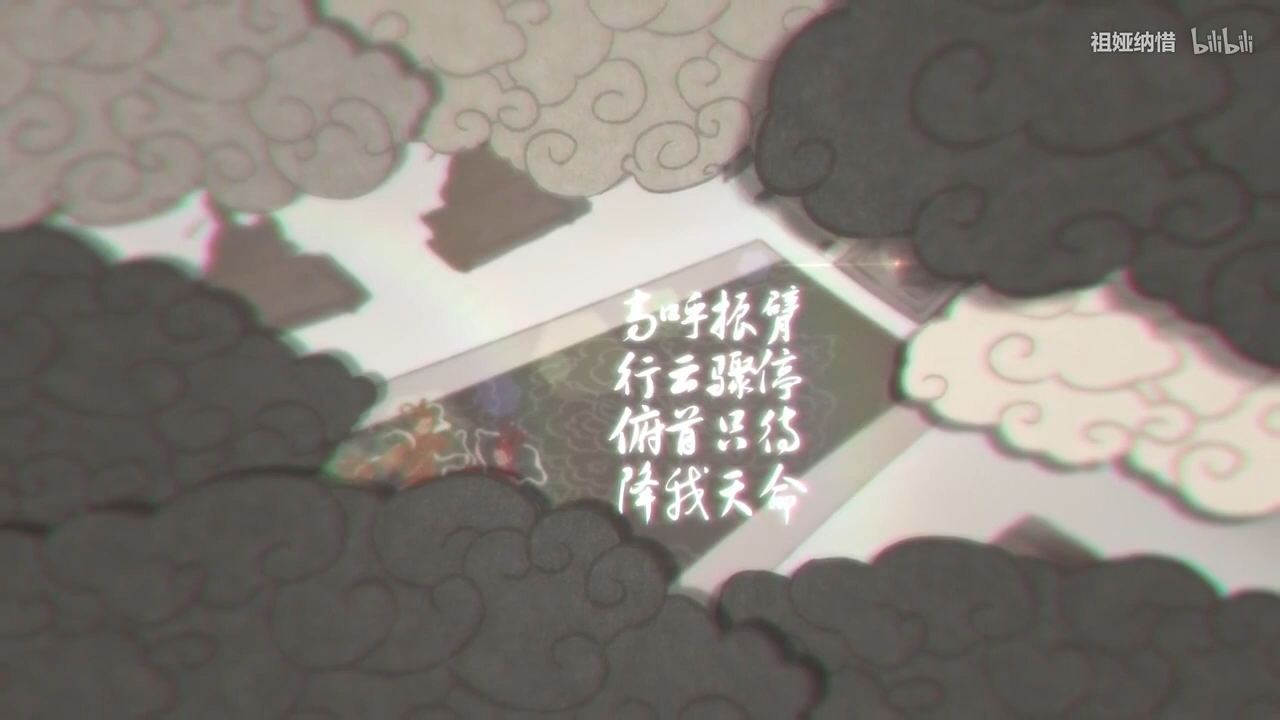 祖娅纳惜 bilibili
高呼振臂
行云骤停
俯首只待
降我天命